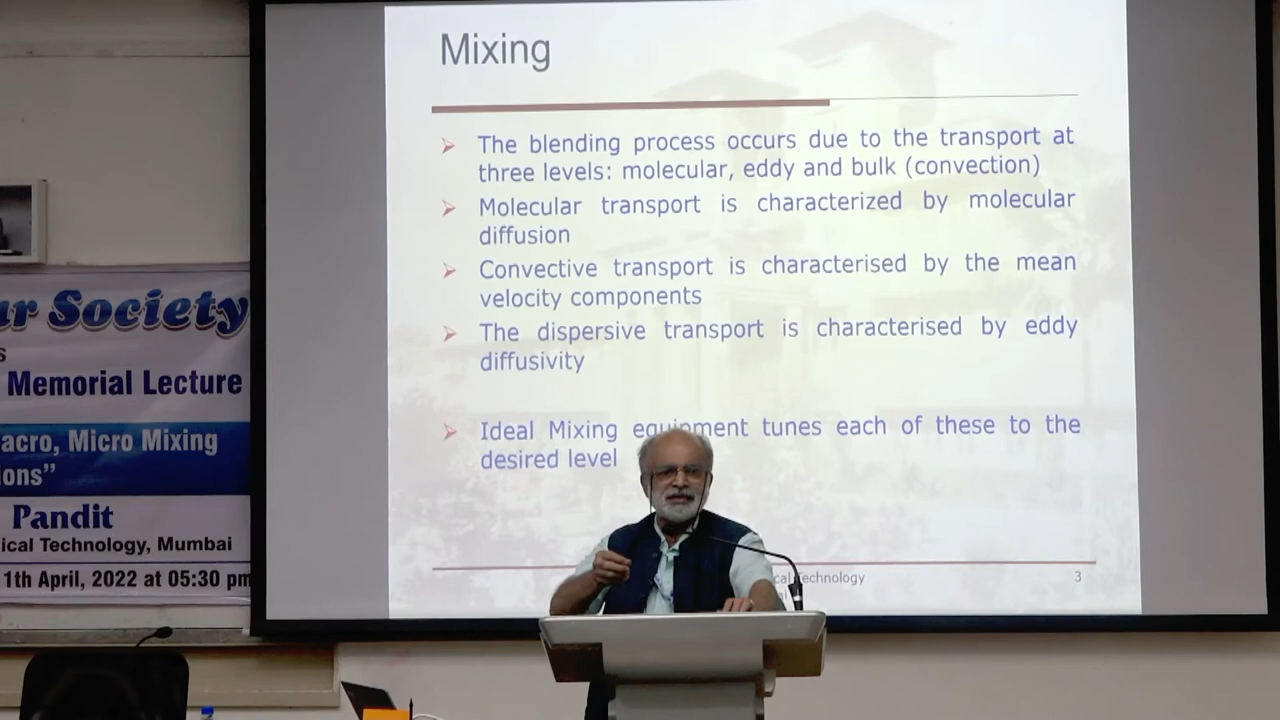 Mixing
The blending process occurs due to the transport at
three levels: molecular, eddy and bulk (convection)
Molecular transport is characterized by molecular
diffusion
Convective transport is characterised by the mean
velocity components
The dispersive transport is characterised by eddy
diffusivity
Ideal Mixing equipment tunes each of these to the
desired level
cal Technology
3
ar Society
s
Memorial Lecture
acro, Micro Mixing
ions”
Pandit
ical Technology, Mumbai
1th April, 2022 at 05:30 pm